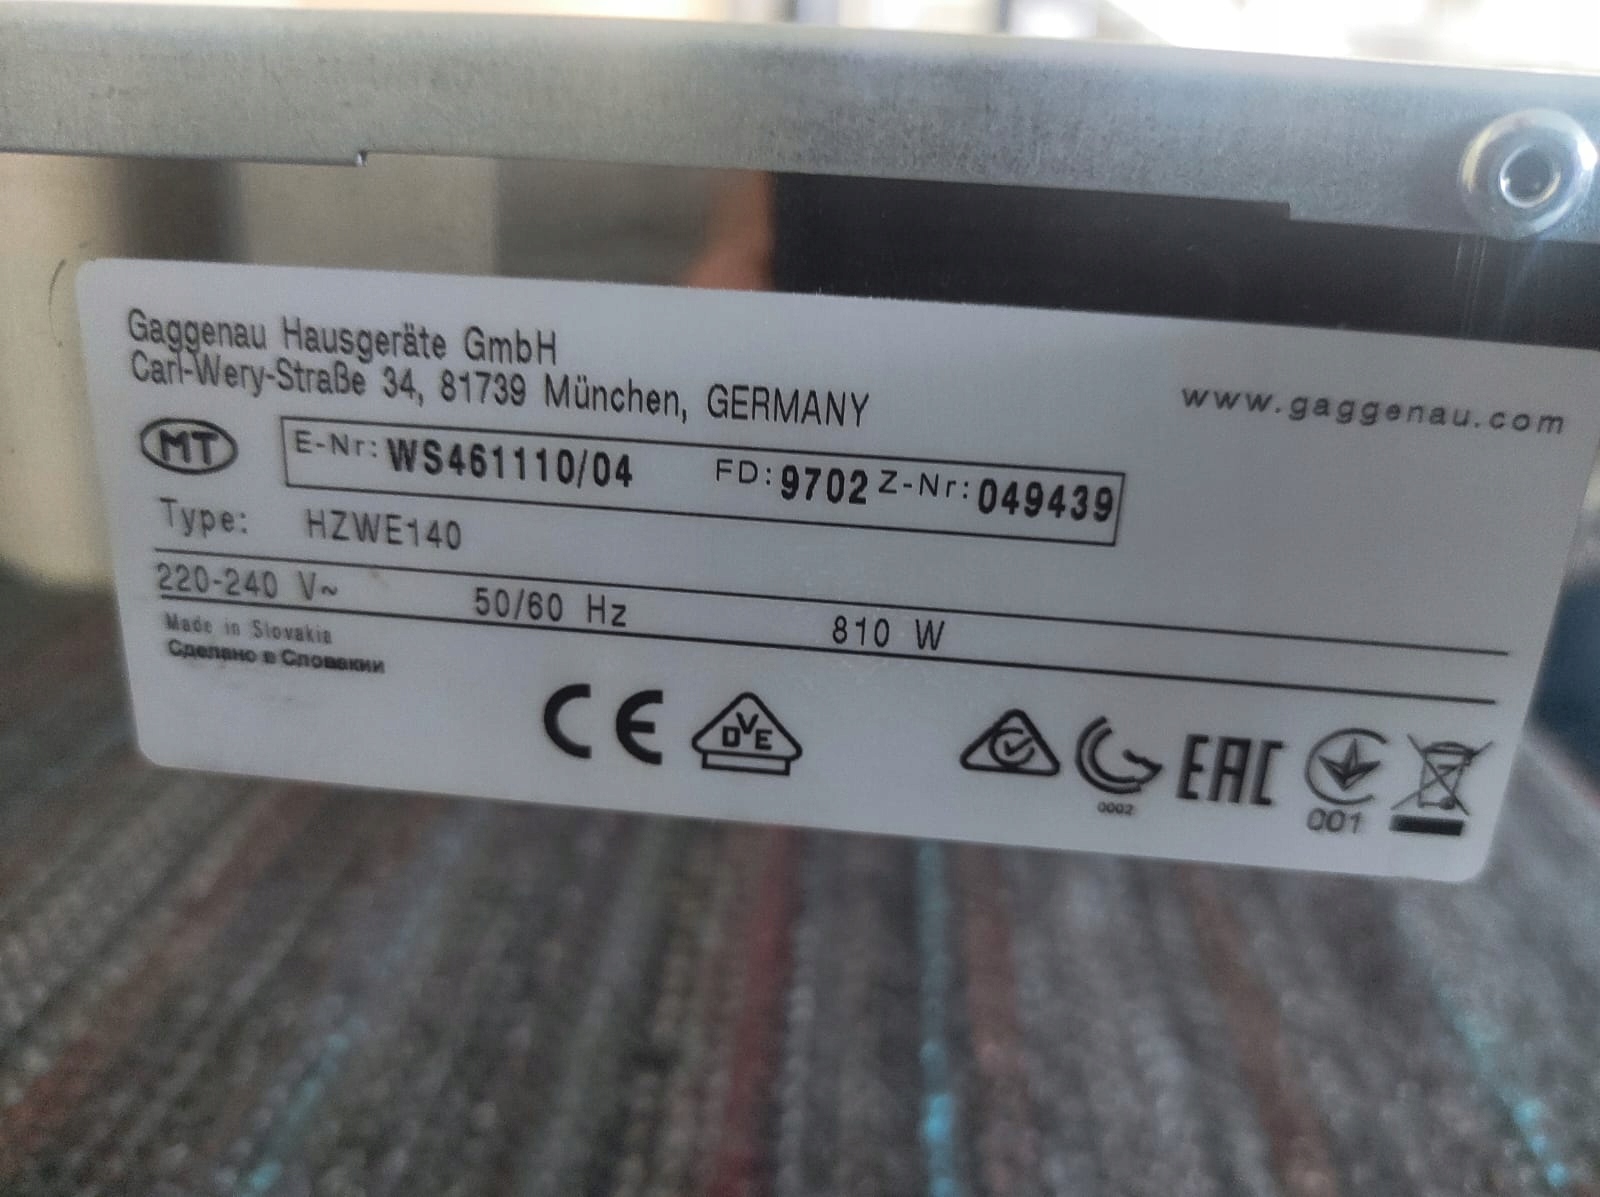 Gaggenau Hausgeräte GmbH
Carl-Wery-Straße 34, 81739 München, GERMANY
www.gaggenau.com
MT
E-Nr: WS461110/04 FD: 9702 Z-Nr: 049439
Type: HZWE140
220-240 V~ 50/60 Hz 810 W
Made in Slovakia
Сделано в Словакии
CE DVE EAC
0002
001